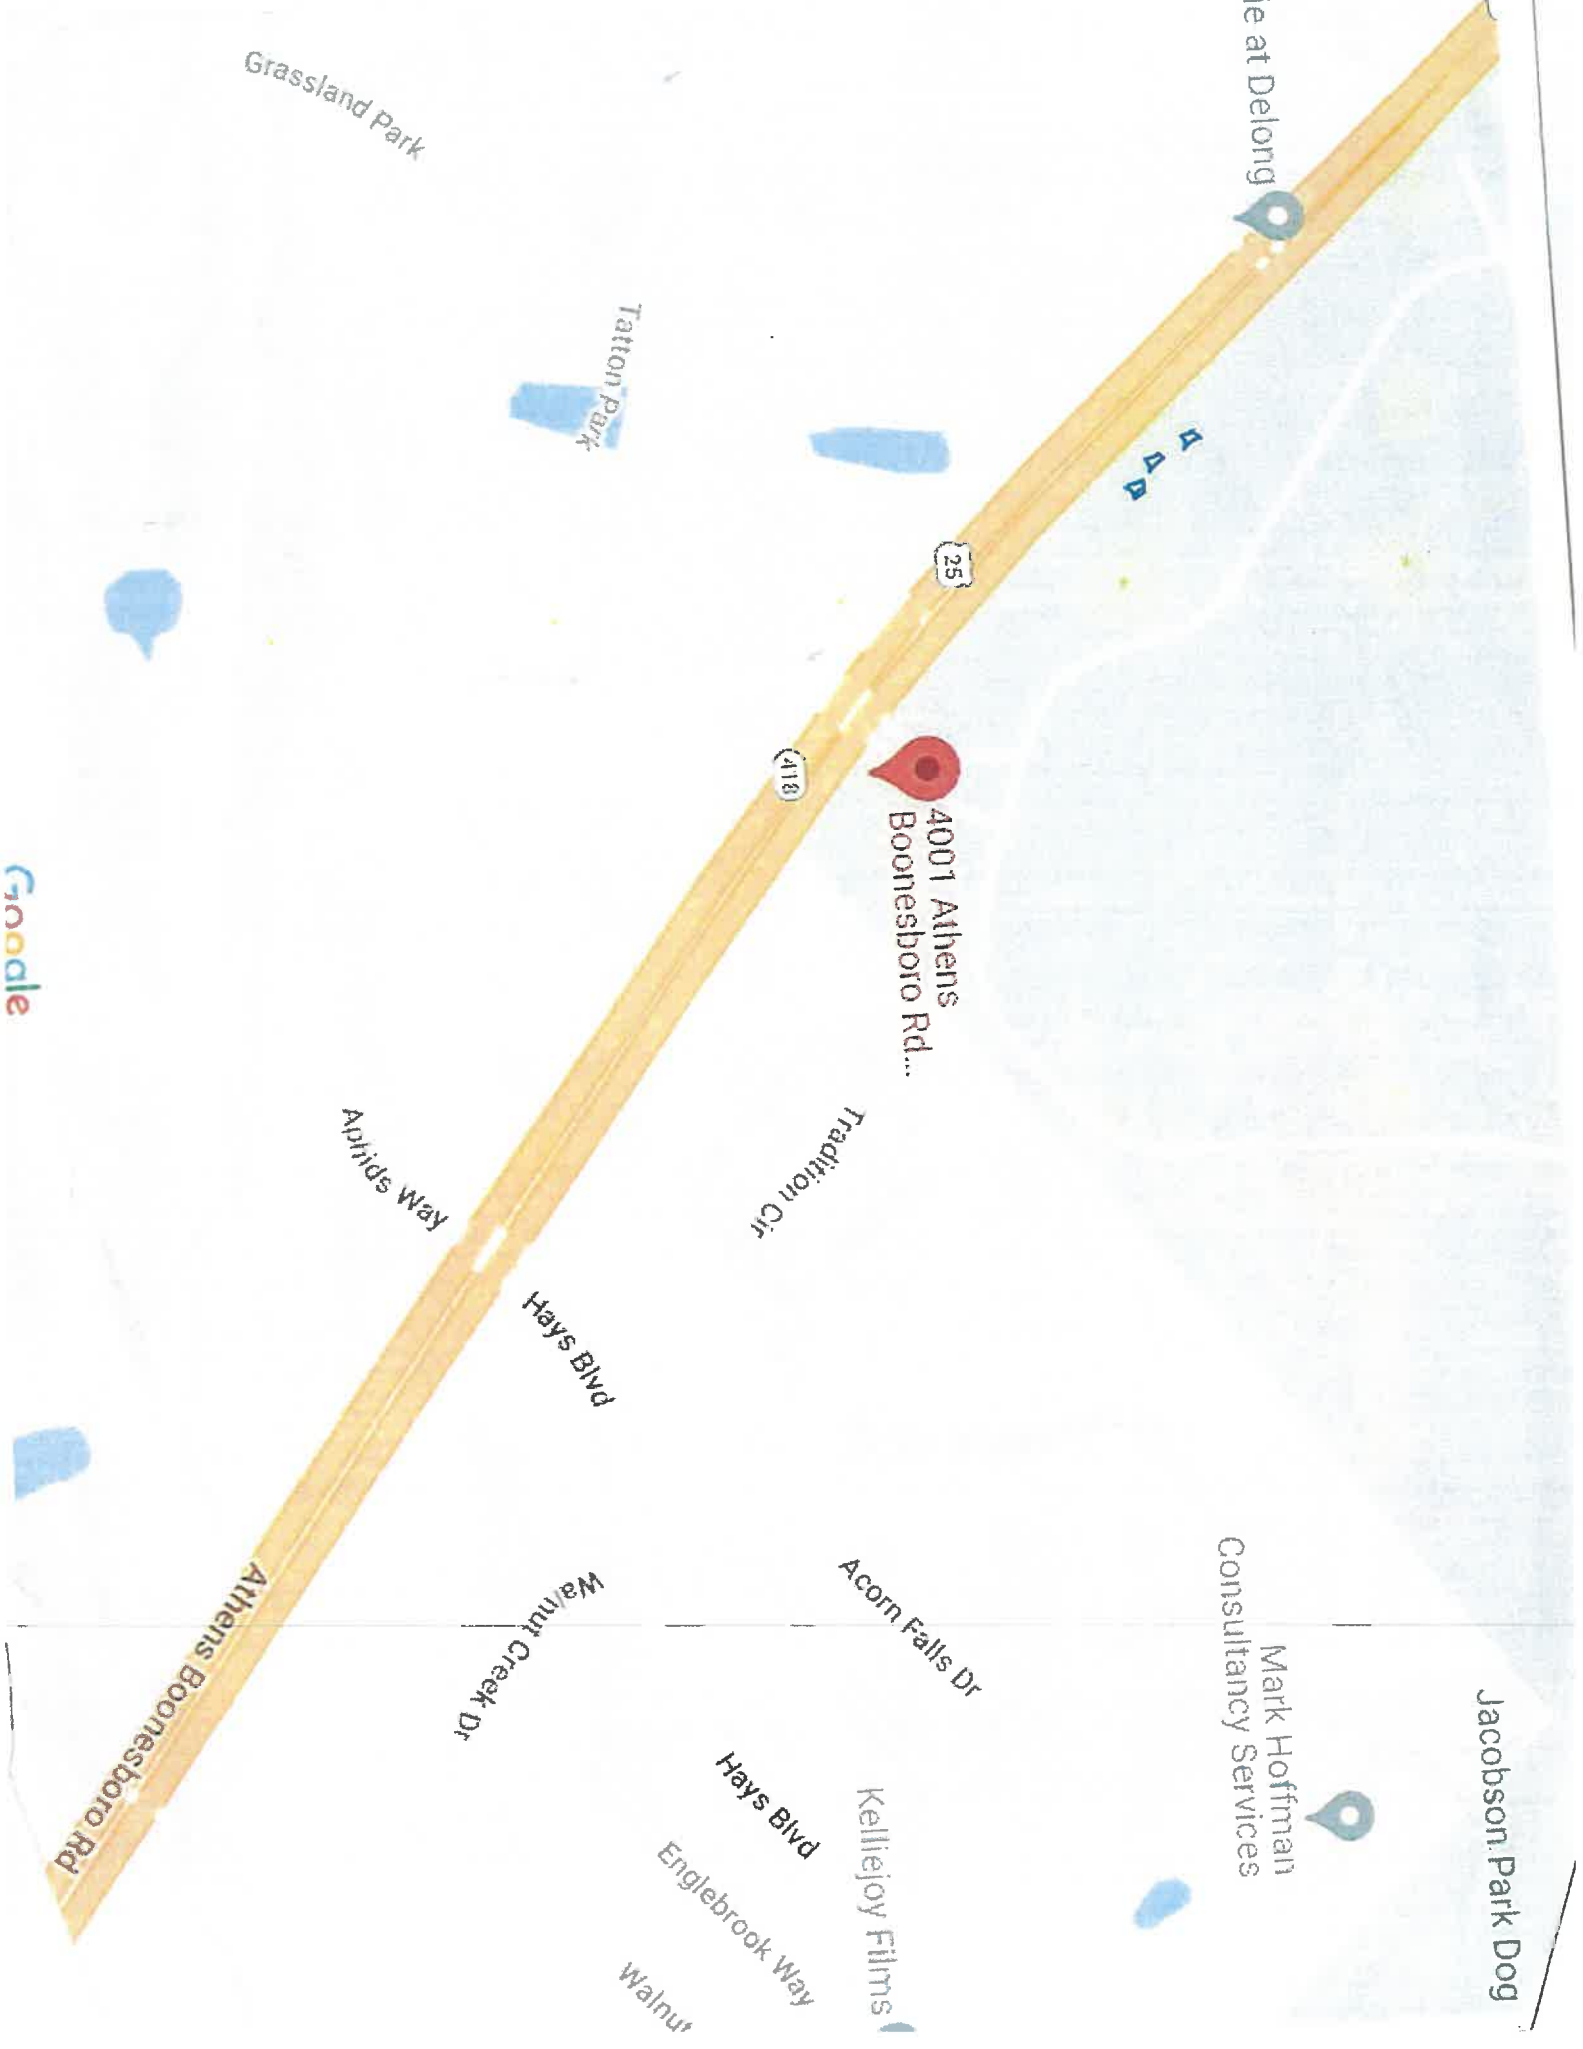 Jacobson Park Dog
Mark Hoffman
Consultancy Services
ie at Delong
4001 Athens
Boonesboro Rd...
25
Acorn Falls Dr
Kelliejoy Films
Tradition Cir
418
Hays Blvd
Englebrook Way
Walnut
Tatton Park
Hays Blvd
Walnut Creek Dr
Aphids Way
Grassland Park
Athens Boonesboro Rd
Google